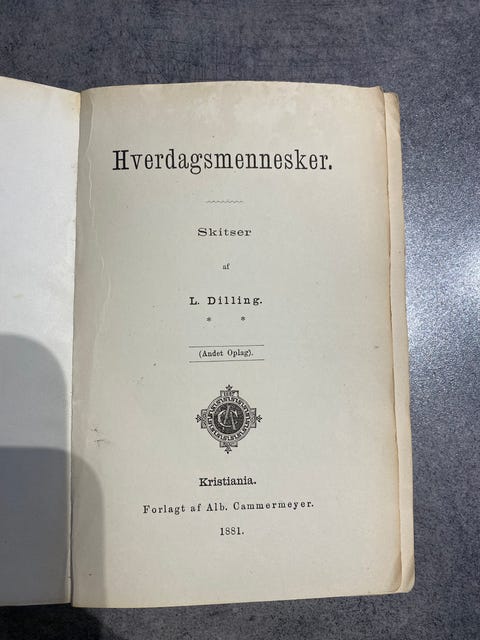 Hverdagsmennesker.
Skitser
af
L. Dilling.
* *
(Andet Oplag).
Kristiania.
Forlagt af Alb. Cammermeyer.
1881.